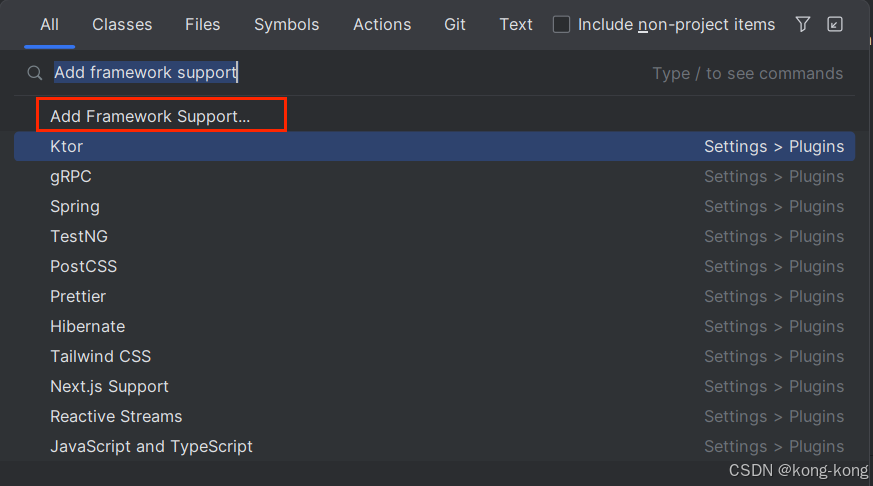 All Classes Files Symbols Actions Git Text Include non-project items
Add framework support Type / to see commands
Add Framework Support...
Ktor Settings > Plugins
gRPC Settings > Plugins
Spring Settings > Plugins
TestNG Settings > Plugins
PostCSS Settings > Plugins
Prettier Settings > Plugins
Hibernate Settings > Plugins
Tailwind CSS Settings > Plugins
Next.js Support Settings > Plugins
Reactive Streams Settings > Plugins
JavaScript and TypeScript Settings > Plugins
CSDN @kong-kong